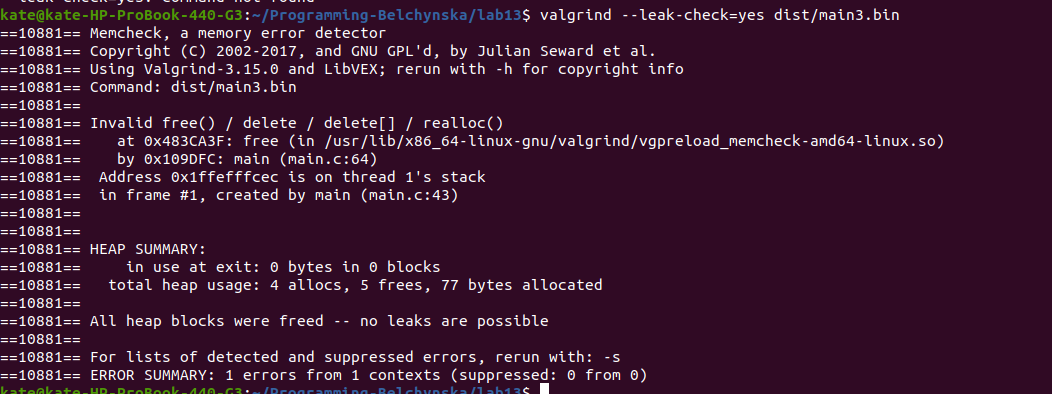 leak-check=yes: command not found
kate@kate-HP-ProBook-440-G3:~/Programming-Belchynska/lab13$ valgrind --leak-check=yes dist/main3.bin
==10881== Memcheck, a memory error detector
==10881== Copyright (C) 2002-2017, and GNU GPL'd, by Julian Seward et al.
==10881== Using Valgrind-3.15.0 and LibVEX; rerun with -h for copyright info
==10881== Command: dist/main3.bin
==10881==
==10881== Invalid free() / delete / delete[] / realloc()
==10881==    at 0x483CA3F: free (in /usr/lib/x86_64-linux-gnu/valgrind/vgpreload_memcheck-amd64-linux.so)
==10881==    by 0x109DFC: main (main.c:64)
==10881==  Address 0x1ffefffcec is on thread 1's stack
==10881==  in frame #1, created by main (main.c:43)
==10881==
==10881==
==10881== HEAP SUMMARY:
==10881==     in use at exit: 0 bytes in 0 blocks
==10881==   total heap usage: 4 allocs, 5 frees, 77 bytes allocated
==10881==
==10881== All heap blocks were freed -- no leaks are possible
==10881==
==10881== For lists of detected and suppressed errors, rerun with: -s
==10881== ERROR SUMMARY: 1 errors from 1 contexts (suppressed: 0 from 0)
kate@kate-HP-ProBook-440-G3:~/Programming-Belchynska/lab13$